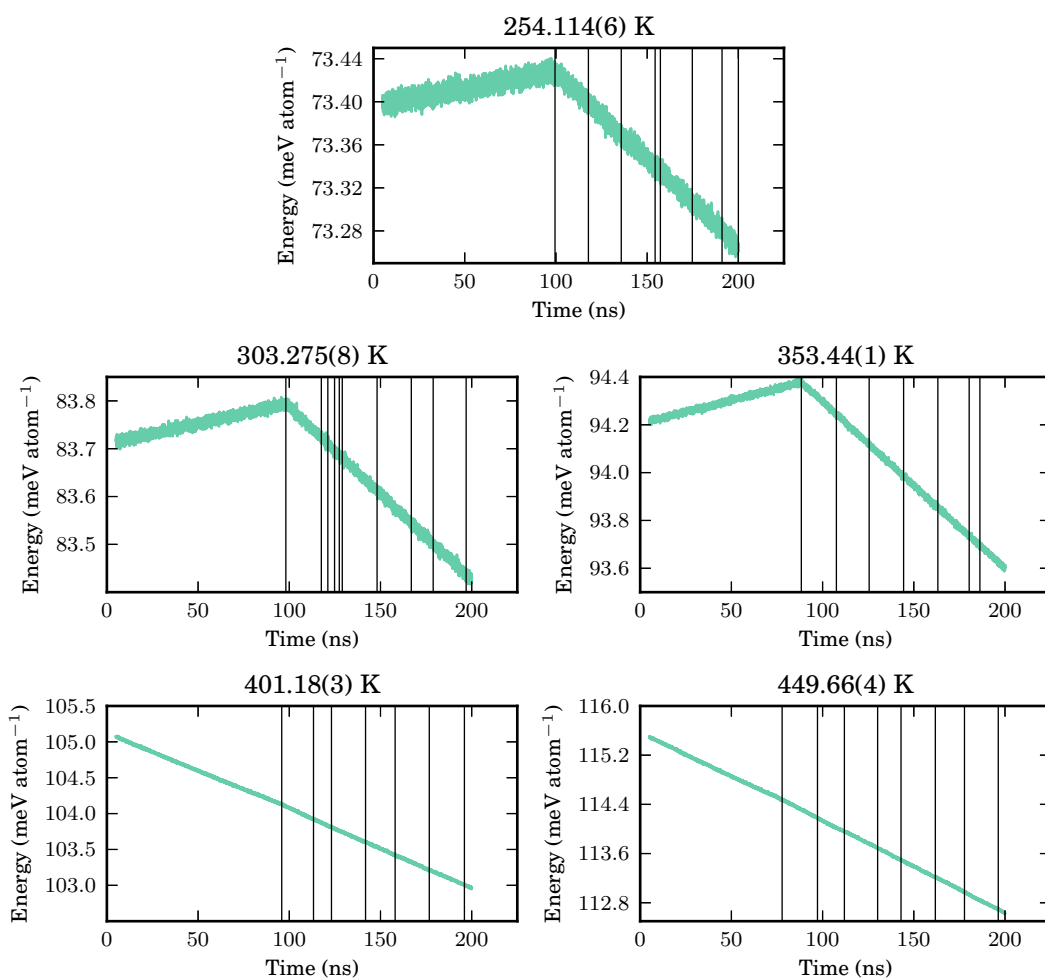 254.114(6) K
Energy (meV atom⁻¹)
73.44
73.40
73.36
73.32
73.28
0 50 100 150 200
Time (ns)
303.275(8) K
Energy (meV atom⁻¹)
83.8
83.7
83.6
83.5
0 50 100 150 200
Time (ns)
353.44(1) K
Energy (meV atom⁻¹)
94.4
94.2
94.0
93.8
93.6
0 50 100 150 200
Time (ns)
401.18(3) K
Energy (meV atom⁻¹)
105.5
105.0
104.5
104.0
103.5
103.0
0 50 100 150 200
Time (ns)
449.66(4) K
Energy (meV atom⁻¹)
116.0
115.2
114.4
113.6
112.8
0 50 100 150 200
Time (ns)